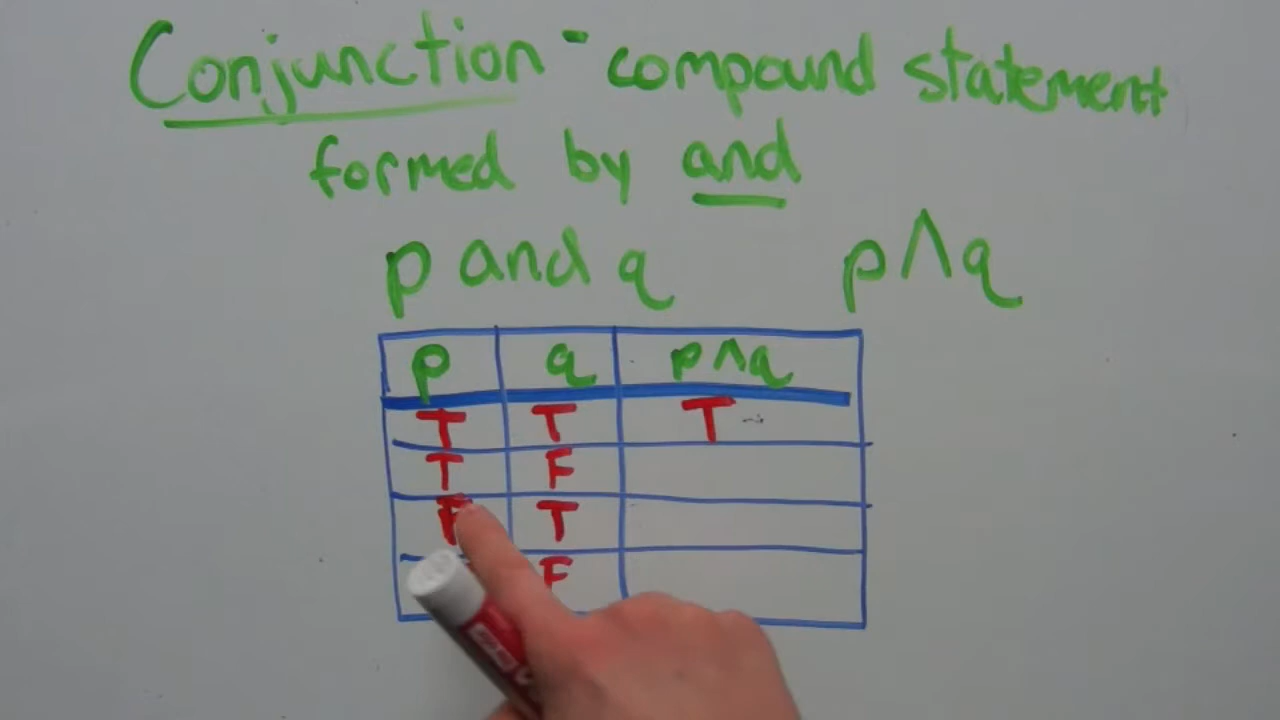 Conjunction - compound statement
formed by and
p and q p∧q
p q p∧q
T T T
T F
F T
F